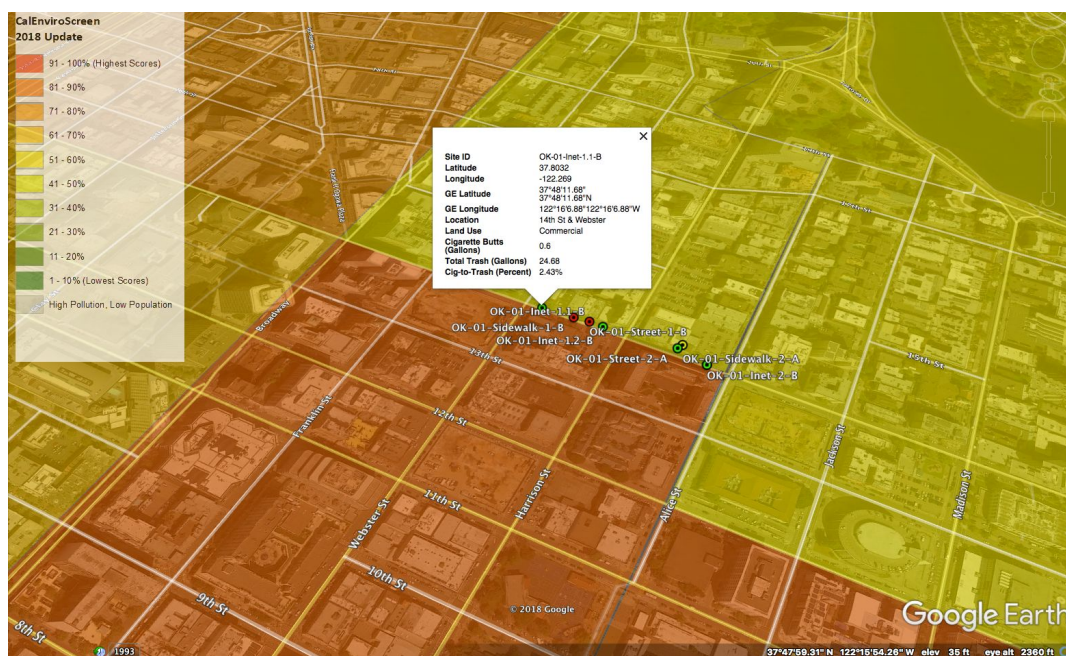 CalEnviroScreen
2018 Update
91 - 100% (Highest Scores)
81 - 90%
71 - 80%
61 - 70%
51 - 60%
41 - 50%
31 - 40%
21 - 30%
11 - 20%
1 - 10% (Lowest Scores)
High Pollution, Low Population
Site ID OK-01-Inet-1.1-B
Latitude 37.8032
Longitude -122.269
GE Latitude 37°48'11.68" 37°48'11.68"N
GE Longitude 122°16'6.88"122°16'6.88"W
Location 14th St & Webster
Land Use Commercial
Cigarette Butts (Gallons) 0.6
Total Trash (Gallons) 24.68
Cig-to-Trash (Percent) 2.43%
OK-01-Inet-1.1-B
OK-01-Sidewalk-1-B
OK-01-Street-1-B
OK-01-Inet-1.2-B
OK-01-Street-2-A
OK-01-Sidewalk-2-A
OK-01-Inet-2-B
Broadway
13th St
15th St
Franklin St
12th St
Jackson St
Harrison St
11th St
Alice St
Madison St
Webster St
10th St
9th St
8th St
© 2018 Google
Google Earth
1993
37°47'59.31" N 122°15'54.26" W elev 35 ft eye alt 2360 ft